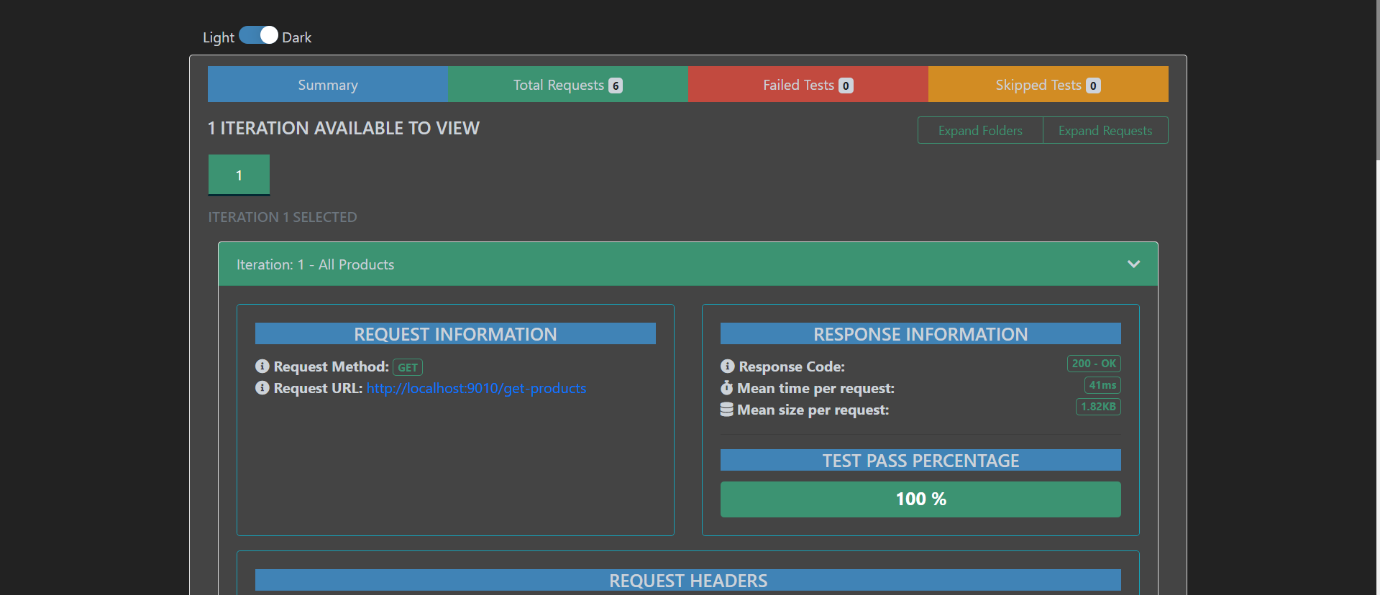 Light Dark
Summary Total Requests 6 Failed Tests 0 Skipped Tests 0
1 ITERATION AVAILABLE TO VIEW Expand Folders Expand Requests
1
ITERATION 1 SELECTED
Iteration: 1 - All Products
REQUEST INFORMATION
Request Method: GET
Request URL: http://localhost:9010/get-products
RESPONSE INFORMATION
Response Code: 200 - OK
Mean time per request: 41ms
Mean size per request: 1.82KB
TEST PASS PERCENTAGE
100 %
REQUEST HEADERS